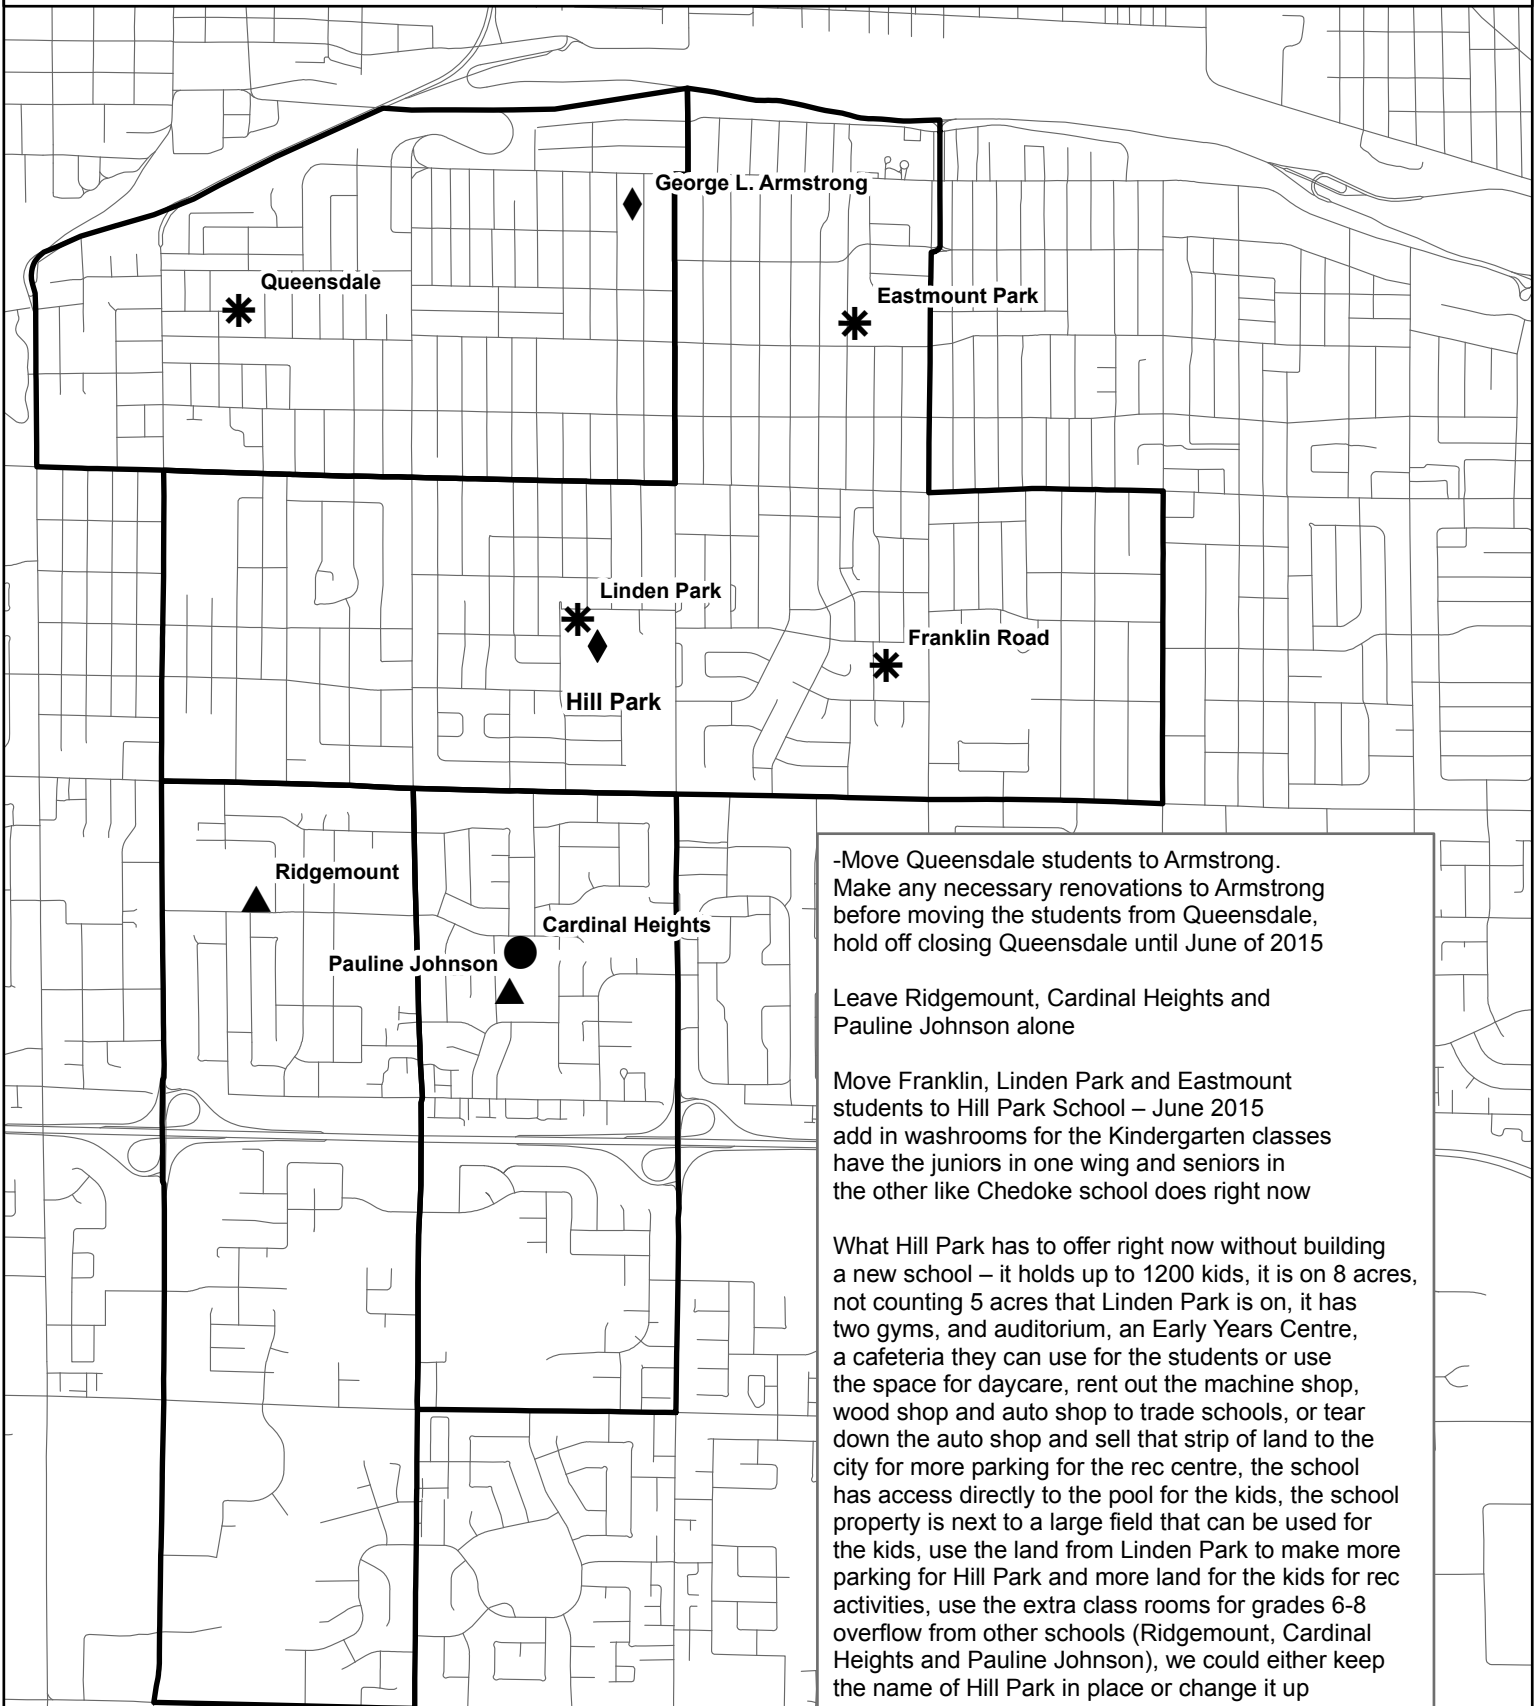 George L. Armstrong
Queensdale
Eastmount Park
Linden Park
Franklin Road
Hill Park
Ridgemount
Cardinal Heights
Pauline Johnson
-Move Queensdale students to Armstrong.
Make any necessary renovations to Armstrong
before moving the students from Queensdale,
hold off closing Queensdale until June of 2015
Leave Ridgemount, Cardinal Heights and
Pauline Johnson alone
Move Franklin, Linden Park and Eastmount
students to Hill Park School – June 2015
add in washrooms for the Kindergarten classes
have the juniors in one wing and seniors in
the other like Chedoke school does right now
What Hill Park has to offer right now without building
a new school – it holds up to 1200 kids, it is on 8 acres,
not counting 5 acres that Linden Park is on, it has
two gyms, and auditorium, an Early Years Centre,
a cafeteria they can use for the students or use
the space for daycare, rent out the machine shop,
wood shop and auto shop to trade schools, or tear
down the auto shop and sell that strip of land to the
city for more parking for the rec centre, the school
has access directly to the pool for the kids, the school
property is next to a large field that can be used for
the kids, use the land from Linden Park to make more
parking for Hill Park and more land for the kids for rec
activities, use the extra class rooms for grades 6-8
overflow from other schools (Ridgemount, Cardinal
Heights and Pauline Johnson), we could either keep
the name of Hill Park in place or change it up